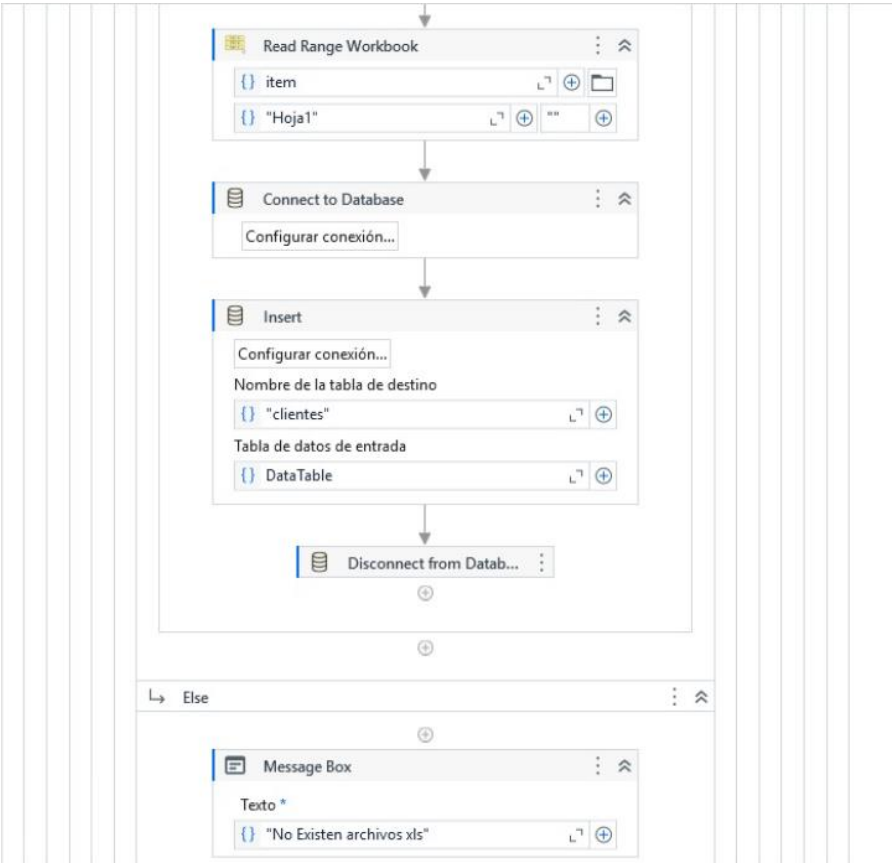 Read Range Workbook
{} item
{} "Hoja1" ""
Connect to Database
Configurar conexión...
Insert
Configurar conexión...
Nombre de la tabla de destino
{} "clientes"
Tabla de datos de entrada
{} DataTable
Disconnect from Datab...
Else
Message Box
Texto *
{} "No Existen archivos xls"